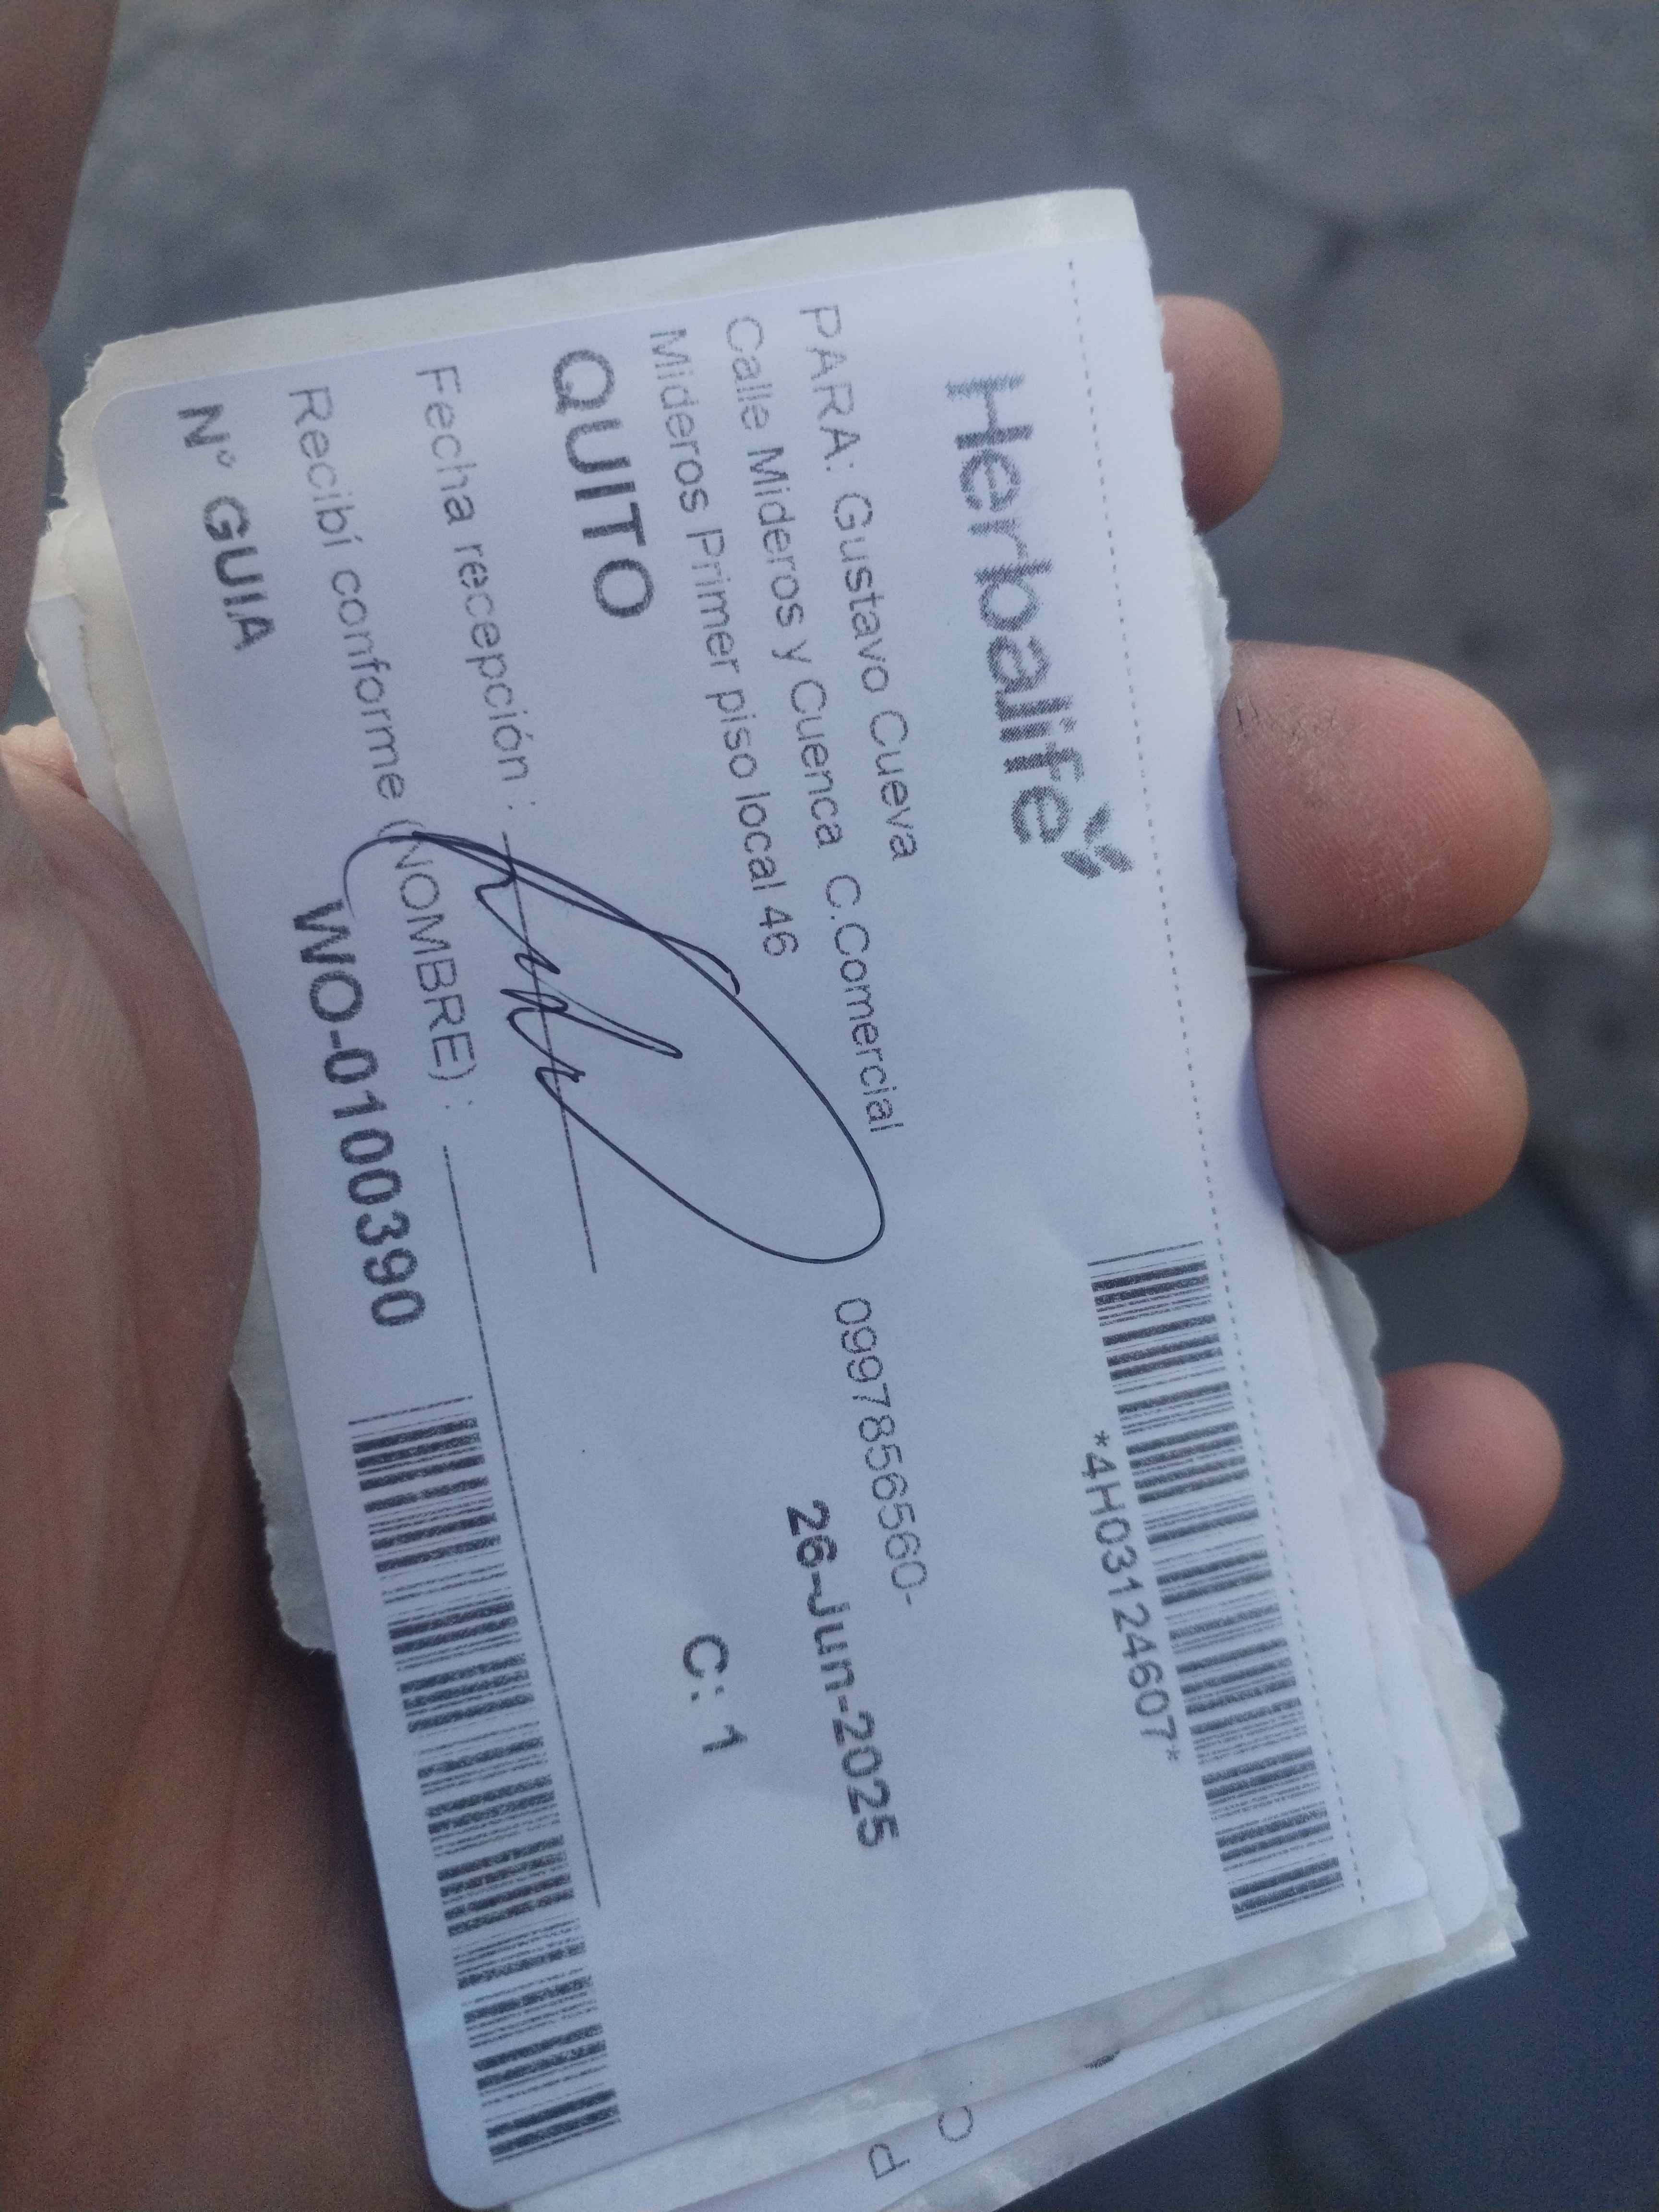 Herbalife
*4H03124607*
PARA: Gustavo Cueva
0997856560-
Calle Mideros y Cuenca C.Comercial
Mideros Primer piso local 46
26-Jun-2025
QUITO
C: 1
Fecha recepción :
Recibí conforme (NOMBRE) :
N° GUIA WO-0100390